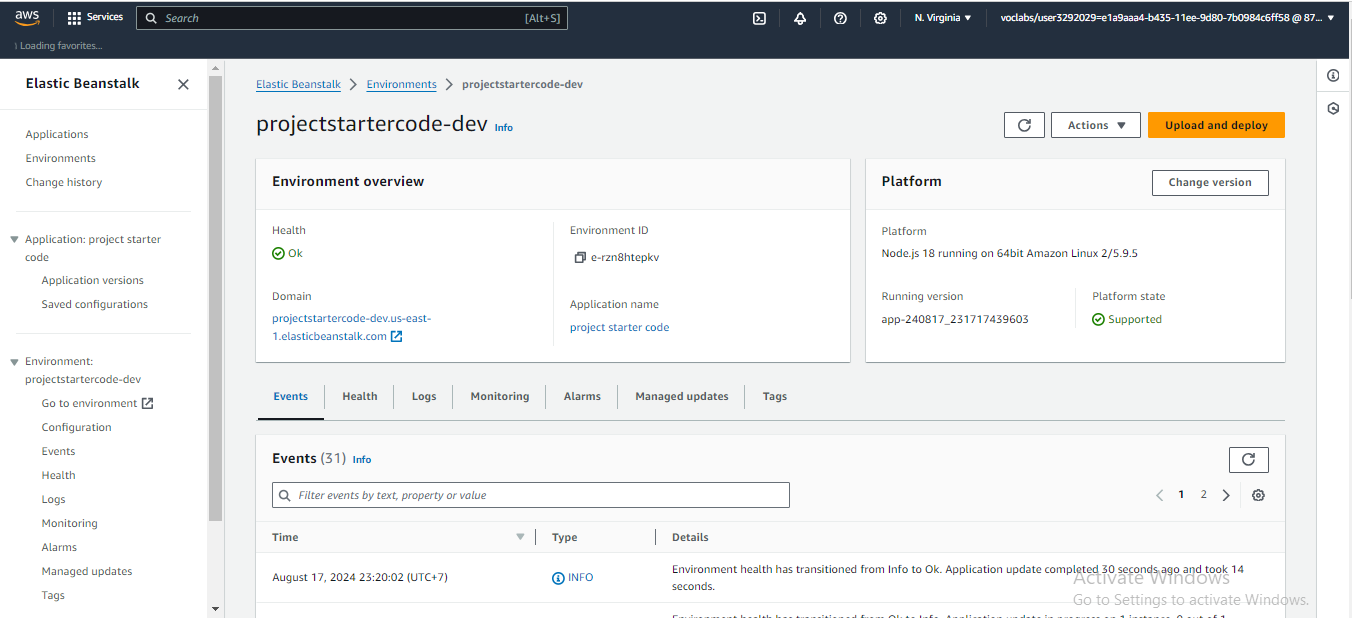 aws
Services
Search
[Alt+S]
N. Virginia ▼
voclabs/user3292029=e1a9aaa4-b435-11ee-9d80-7b0984c6ff58 @ 87... ▼
Loading favorites...
Elastic Beanstalk
Applications
Environments
Change history
Application: project starter
code
Application versions
Saved configurations
Environment:
projectstartercode-dev
Go to environment
Configuration
Events
Health
Logs
Monitoring
Alarms
Managed updates
Tags
Elastic Beanstalk > Environments > projectstartercode-dev
projectstartercode-dev Info
Actions ▼
Upload and deploy
Environment overview
Health
Ok
Domain
projectstartercode-dev.us-east-
1.elasticbeanstalk.com
Environment ID
e-rzn8htepkv
Application name
project starter code
Platform
Change version
Platform
Node.js 18 running on 64bit Amazon Linux 2/5.9.5
Running version
app-240817_231717439603
Platform state
Supported
Events
Health
Logs
Monitoring
Alarms
Managed updates
Tags
Events (31) Info
Filter events by text, property or value
1 2
Time
Type
Details
August 17, 2024 23:20:02 (UTC+7)
INFO
Environment health has transitioned from Info to Ok. Application update completed 30 seconds ago and took 14
seconds.
Environment health has transitioned from Ok to Info. Application update in progress on 1 instance. 0 out of 1
Activate Windows
Go to Settings to activate Windows.